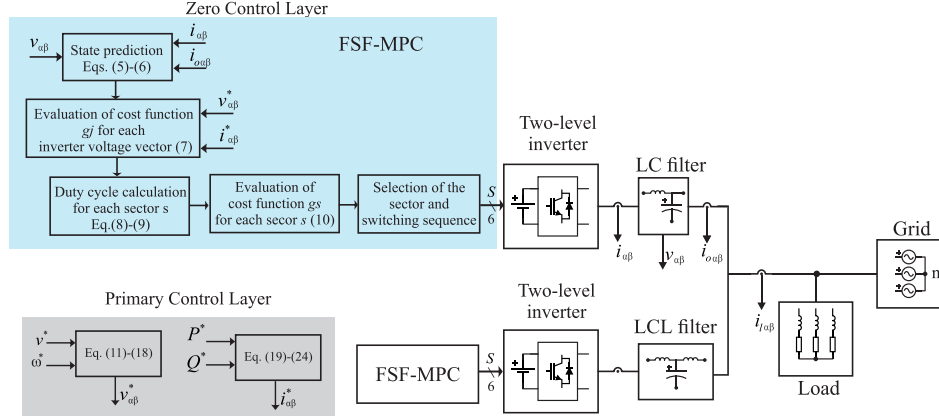 Zero Control Layer
FSF-MPC
v_αβ
i_αβ
i_oαβ
State prediction
Eqs. (5)-(6)
Evaluation of cost function
gj for each
inverter voltage vector (7)
v*_αβ
i*_αβ
Duty cycle calculation
for each sector s
Eq.(8)-(9)
Evaluation of
cost function gs
for each secor s (10)
Selection of the
sector and
switching sequence
S
6
Two-level
inverter
LC filter
i_αβ
v_αβ
i_oαβ
Grid
n
i_lαβ
Load
Primary Control Layer
v*
ω*
Eq. (11)-(18)
v*_αβ
P*
Q*
Eq. (19)-(24)
i*_αβ
FSF-MPC
S
6
Two-level
inverter
LCL filter